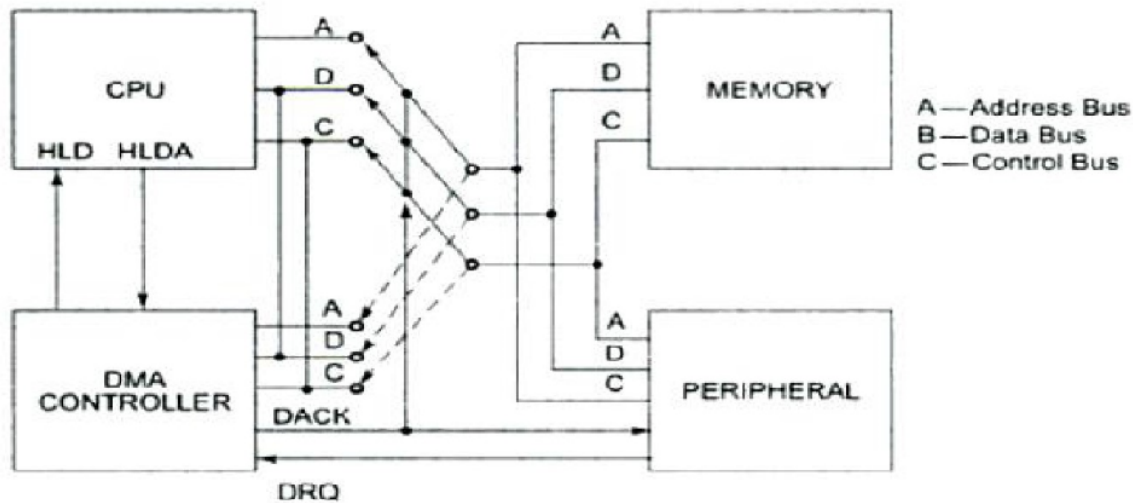 CPU
HLD HLDA
A
D
C
A
D
C
MEMORY
A — Address Bus
B — Data Bus
C — Control Bus
DMA
CONTROLLER
A
D
C
DACK
DRQ
A
D
C
PERIPHERAL